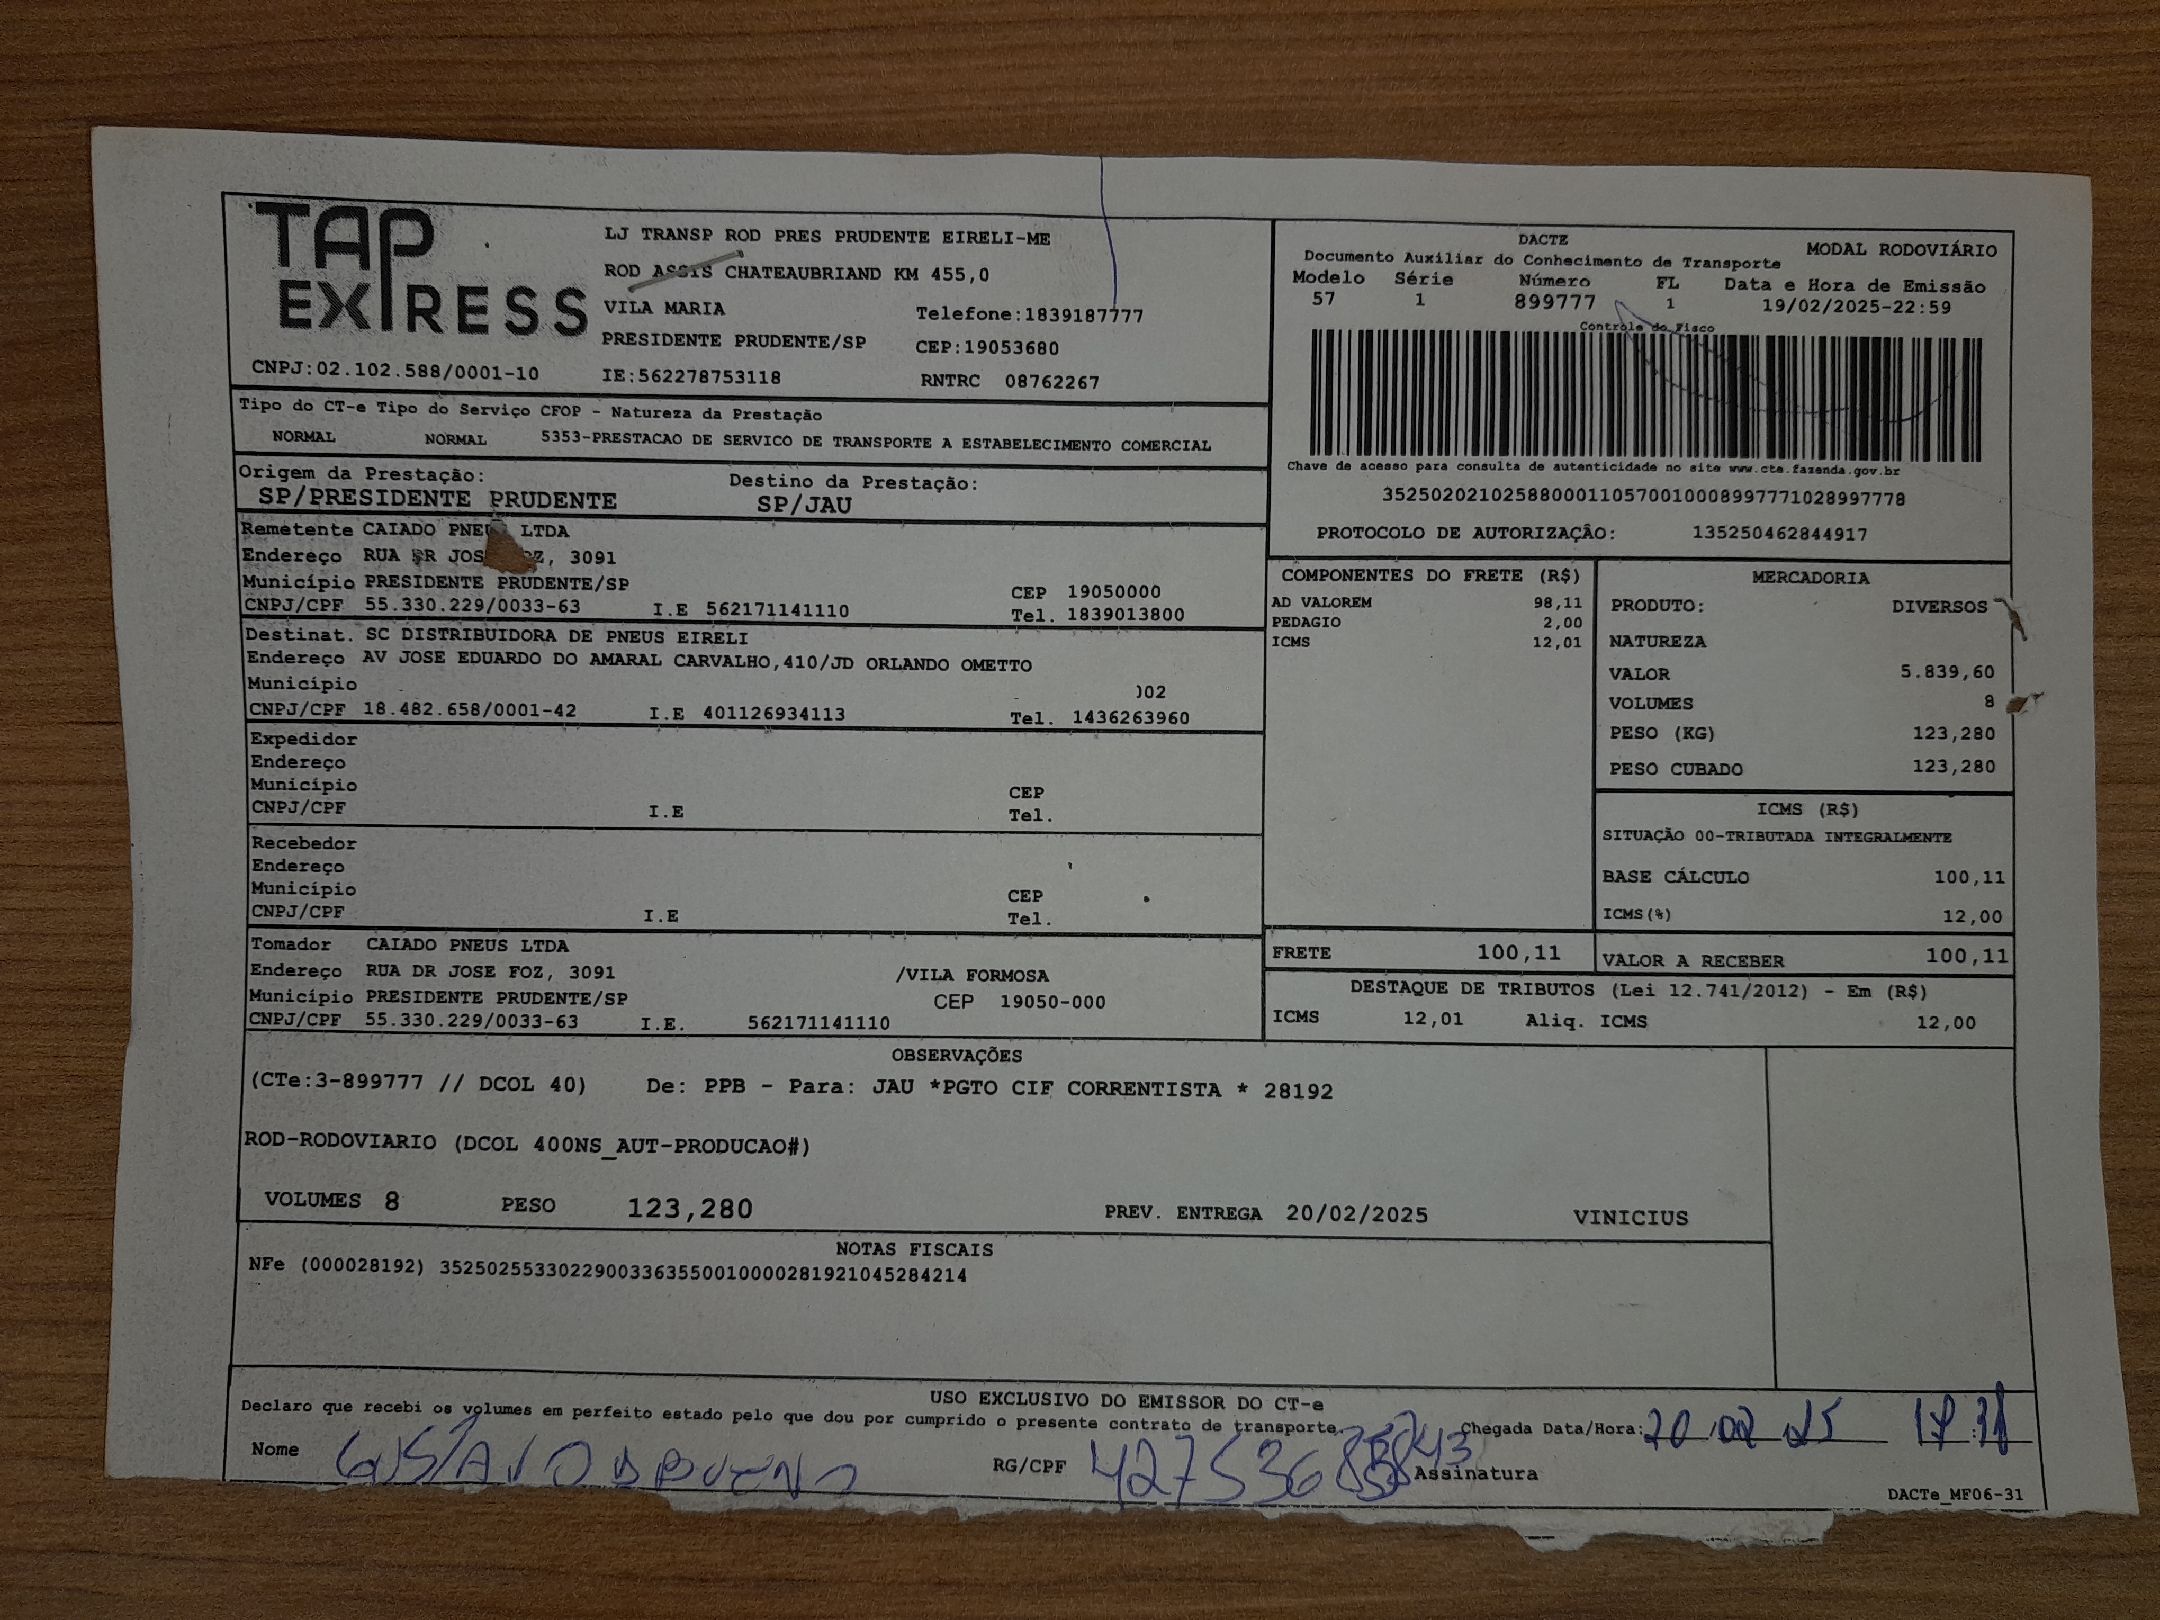 TAP
EXPRESS
LJ TRANSP ROD PRES PRUDENTE EIRELI-ME
ROD ASSIS CHATEAUBRIAND KM 455,0
VILA MARIA Telefone:1839187777
PRESIDENTE PRUDENTE/SP CEP:19053680
CNPJ:02.102.588/0001-10 IE:562278753118 RNTRC 08762267
DACTE MODAL RODOVIÁRIO
Documento Auxiliar do Conhecimento de Transporte
Modelo Série Número FL Data e Hora de Emissão
57 1 899777 1 19/02/2025-22:59
Controle do Fisco
Chave de acesso para consulta de autenticidade no site www.cte.fazenda.gov.br
35250202102588000110570010008997771028997778
PROTOCOLO DE AUTORIZAÇÂO: 135250462844917
Tipo do CT-e Tipo do Serviço CFOP - Natureza da Prestação
NORMAL NORMAL 5353-PRESTACAO DE SERVICO DE TRANSPORTE A ESTABELECIMENTO COMERCIAL
Origem da Prestação: Destino da Prestação:
SP/PRESIDENTE PRUDENTE SP/JAU
Remetente CAIADO PNEUS LTDA
Endereço RUA DR JOSE FOZ, 3091
Município PRESIDENTE PRUDENTE/SP CEP 19050000
CNPJ/CPF 55.330.229/0033-63 I.E 562171141110 Tel. 1839013800
Destinat. SC DISTRIBUIDORA DE PNEUS EIRELI
Endereço AV JOSE EDUARDO DO AMARAL CARVALHO,410/JD ORLANDO OMETTO
Município 02
CNPJ/CPF 18.482.658/0001-42 I.E 401126934113 Tel. 1436263960
Expedidor
Endereço
Município CEP
CNPJ/CPF I.E Tel.
Recebedor
Endereço
Município CEP
CNPJ/CPF I.E Tel.
Tomador CAIADO PNEUS LTDA
Endereço RUA DR JOSE FOZ, 3091 /VILA FORMOSA
Município PRESIDENTE PRUDENTE/SP CEP 19050-000
CNPJ/CPF 55.330.229/0033-63 I.E. 562171141110
COMPONENTES DO FRETE (R$)
AD VALOREM 98,11
PEDAGIO 2,00
ICMS 12,01
FRETE 100,11
MERCADORIA
PRODUTO: DIVERSOS
NATUREZA
VALOR 5.839,60
VOLUMES 8
PESO (KG) 123,280
PESO CUBADO 123,280
ICMS (R$)
SITUAÇÃO 00-TRIBUTADA INTEGRALMENTE
BASE CÁLCULO 100,11
ICMS(%) 12,00
VALOR A RECEBER 100,11
DESTAQUE DE TRIBUTOS (Lei 12.741/2012) - Em (R$)
ICMS 12,01 Aliq. ICMS 12,00
OBSERVAÇÕES
(CTe:3-899777 // DCOL 40) De: PPB - Para: JAU *PGTO CIF CORRENTISTA * 28192
ROD-RODOVIARIO (DCOL 400NS_AUT-PRODUCAO#)
VOLUMES 8 PESO 123,280 PREV. ENTREGA 20/02/2025 VINICIUS
NOTAS FISCAIS
NFe (000028192) 35250255330229003363550010000281921045284214
USO EXCLUSIVO DO EMISSOR DO CT-e
Declaro que recebi os volumes em perfeito estado pelo que dou por cumprido o presente contrato de transporte. Chegada Data/Hora: 20 02 25
Nome RG/CPF Assinatura
DACTe_MF06-31